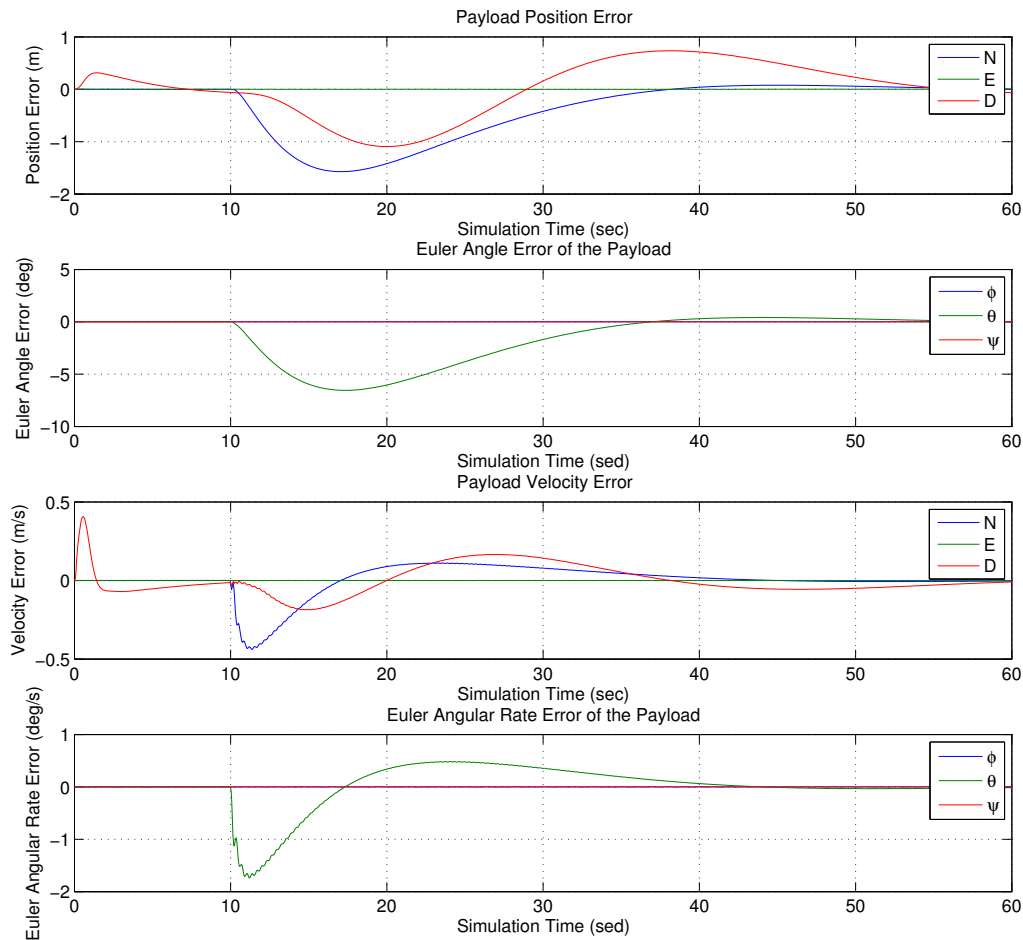 Payload Position Error
Position Error (m)
1
0
−1
−2
N
E
D
0 10 20 30 40 50 60
Simulation Time (sec)
Euler Angle Error of the Payload
Euler Angle Error (deg)
5
0
−5
−10
ϕ
θ
ψ
0 10 20 30 40 50 60
Simulation Time (sed)
Payload Velocity Error
Velocity Error (m/s)
0.5
0
−0.5
N
E
D
0 10 20 30 40 50 60
Simulation Time (sec)
Euler Angular Rate Error of the Payload
Euler Angular Rate Error (deg/s)
1
0
−1
−2
ϕ
θ
ψ
0 10 20 30 40 50 60
Simulation Time (sed)